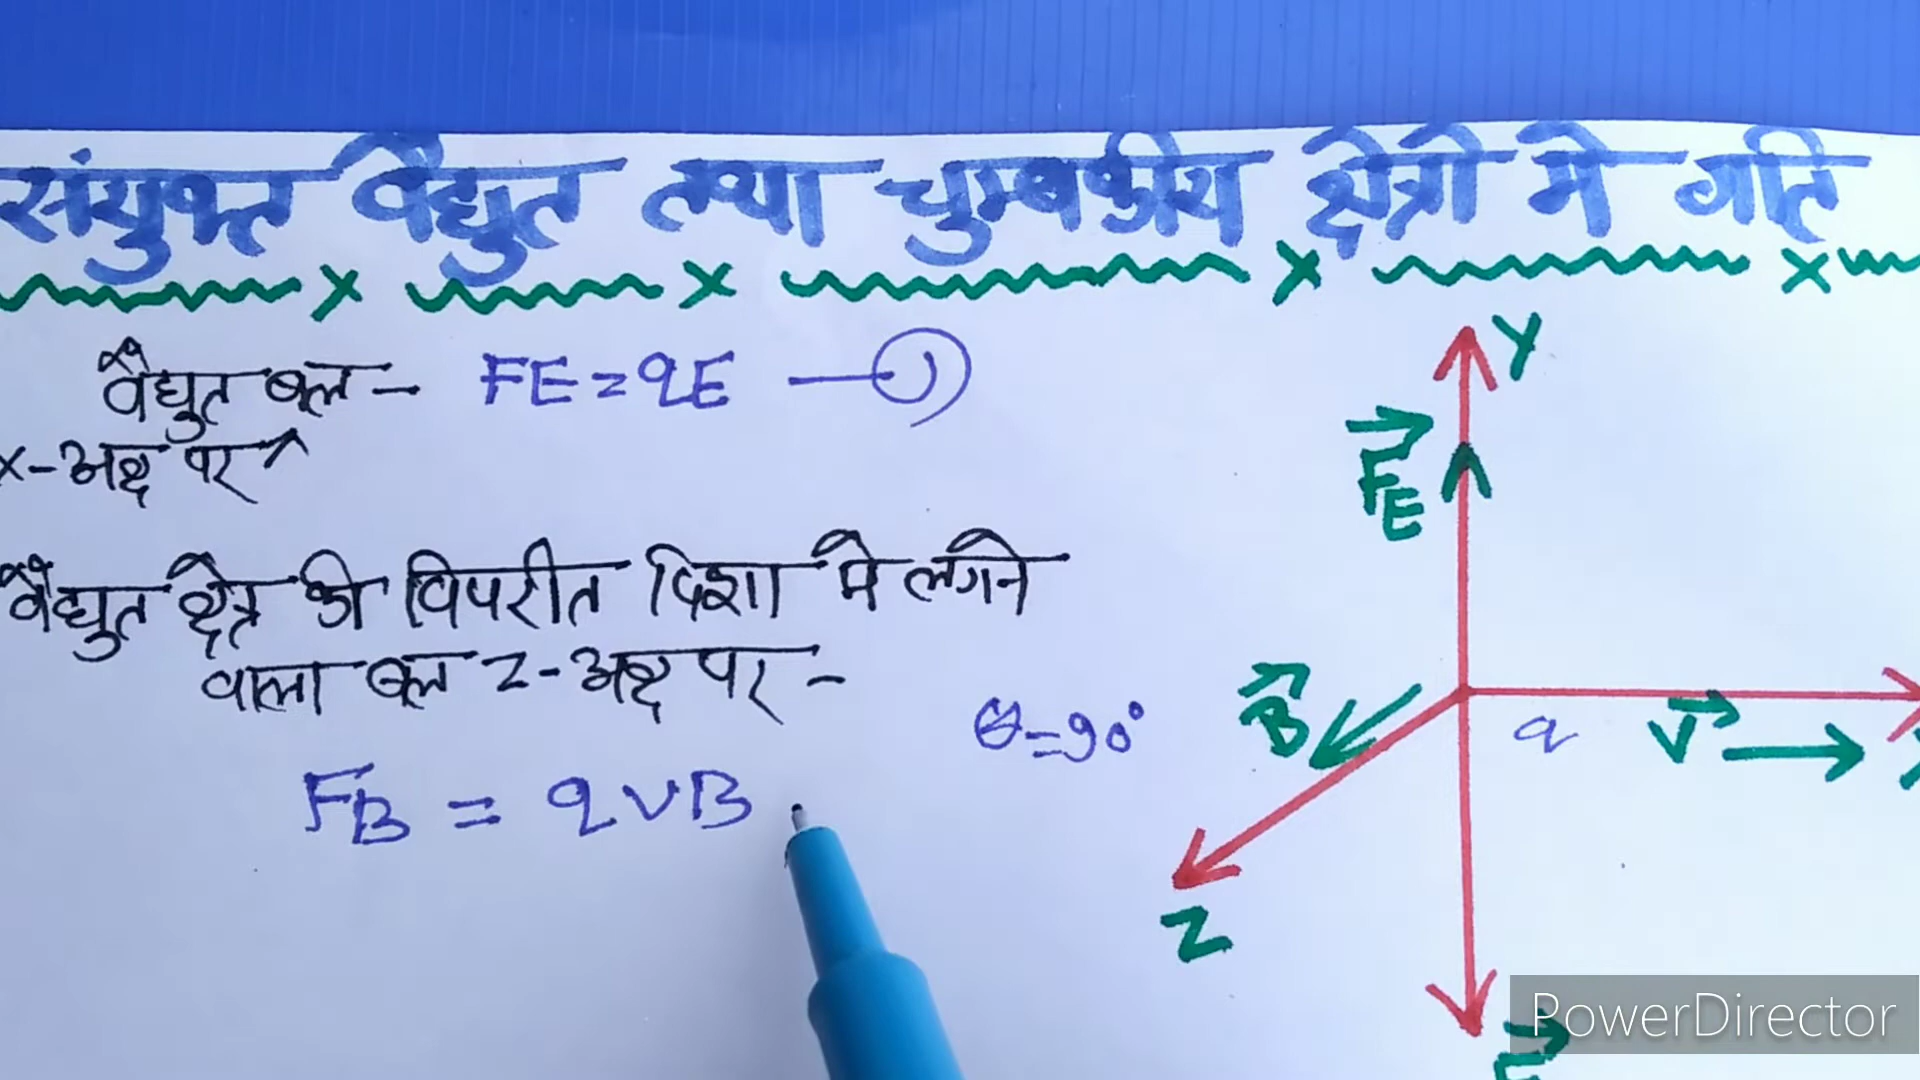 संयुक्त वैद्युत तथा चुम्बकीय क्षेत्रो मे गति
वैद्युत बल - FE = qE — (1)
x-अक्ष पर
वैद्युत क्षेत्र की विपरीत दिशा मे लगने
वाला बल z-अक्ष पर -
θ = 90°
FB = qVB
Y
FE
B
q
V
Z
PowerDirector